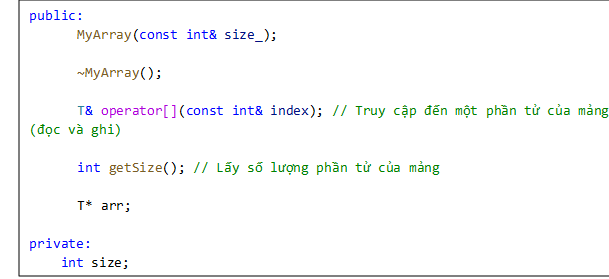 public:
MyArray(const int& size_);
~MyArray();
T& operator[](const int& index); // Truy cập đến một phần tử của mảng
(đọc và ghi)
int getSize(); // Lấy số lượng phần tử của mảng
T* arr;
private:
int size;